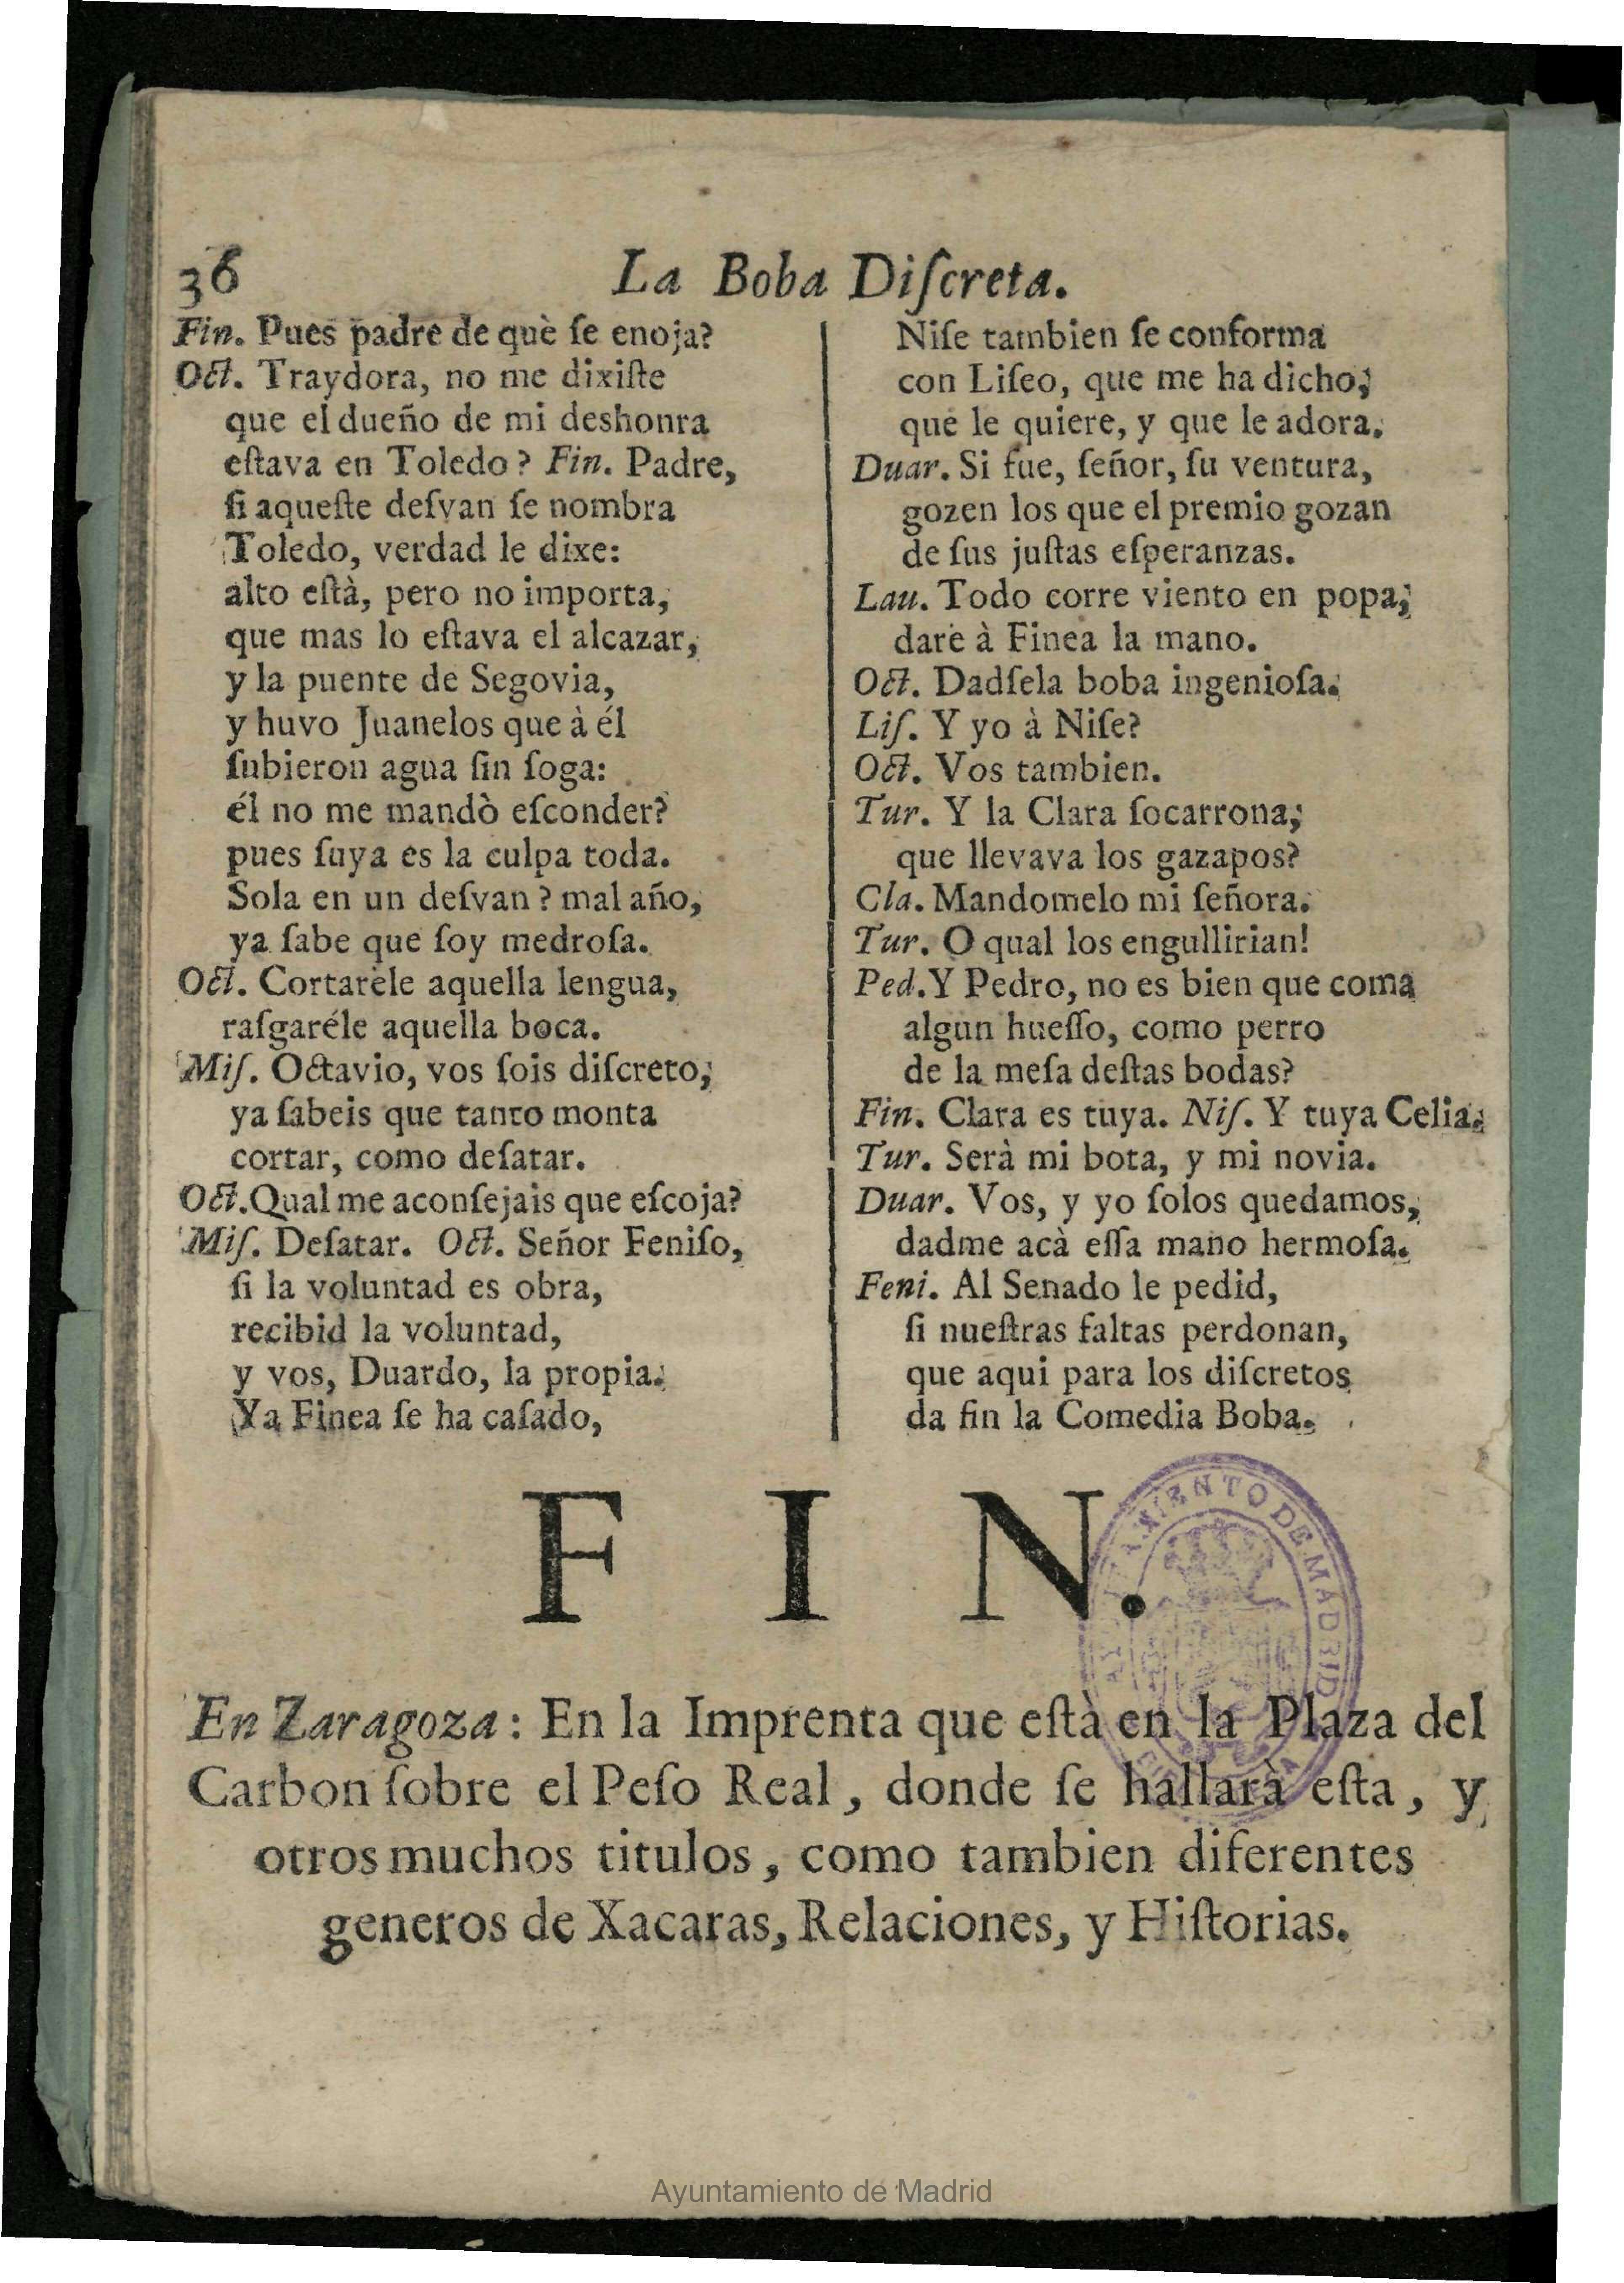 36
La Boba Diſcreta.
Fin. Pues padre de què ſe enoja?
Oct. Traydora, no me dixiſte
que el dueño de mi deshonra
eſtava en Toledo? Fin. Padre,
ſi aqueſte deſvan ſe nombra
Toledo, verdad le dixe:
alto eſtà, pero no importa,
que mas lo eſtava el alcazar,
y la puente de Segovia,
y huvo Juanelos que à él
ſubieron agua ſin ſoga:
él no me mandò eſconder?
pues ſuya es la culpa toda.
Sola en un deſvan? mal año,
ya ſabe que ſoy medroſa.
Oct. Cortarèle aquella lengua,
raſgaréle aquella boca.
Miſ. Octavio, vos ſois diſcreto,
ya ſabeis que tanto monta
cortar, como deſatar.
Oct. Qual me aconſejais que eſcoja?
Miſ. Deſatar. Oct. Señor Feniſo,
ſi la voluntad es obra,
recibid la voluntad,
y vos, Duardo, la propia.
Ya Finea ſe ha caſado,
Niſe tambien ſe conforma
con Liſeo, que me ha dicho,
que le quiere, y que le adora.
Duar. Si fue, ſeñor, ſu ventura,
gozen los que el premio gozan
de ſus juſtas eſperanzas.
Lau. Todo corre viento en popa,
darè à Finea la mano.
Oct. Dadſela boba ingenioſa.
Liſ. Y yo à Niſe?
Oct. Vos tambien.
Tur. Y la Clara ſocarrona,
que llevava los gazapos?
Cla. Mandomelo mi ſeñora.
Tur. O qual los engullirian!
Ped. Y Pedro, no es bien que coma
algun hueſſo, como perro
de la meſa deſtas bodas?
Fin. Clara es tuya. Niſ. Y tuya Celia.
Tur. Serà mi bota, y mi novia.
Duar. Vos, y yo ſolos quedamos,
dadme acà eſſa mano hermoſa.
Feni. Al Senado le pedid,
ſi nueſtras faltas perdonan,
que aqui para los diſcretos
da fin la Comedia Boba.
F I N.
AYUNTAMIENTO DE MADRID
En Zaragoza: En la Imprenta que eſtà en la Plaza del
Carbon ſobre el Peſo Real, donde ſe hallarà eſta, y
otros muchos titulos, como tambien diferentes
generos de Xacaras, Relaciones, y Hiſtorias.
Ayuntamiento de Madrid